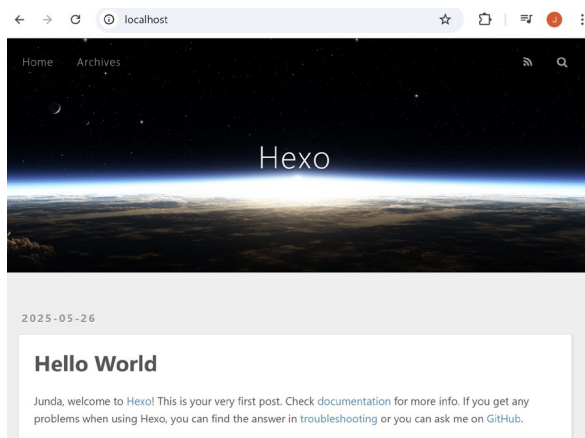 localhost
J
Home Archives
Hexo
2025-05-26
Hello World
Junda, welcome to Hexo! This is your very first post. Check documentation for more info. If you get any
problems when using Hexo, you can find the answer in troubleshooting or you can ask me on GitHub.